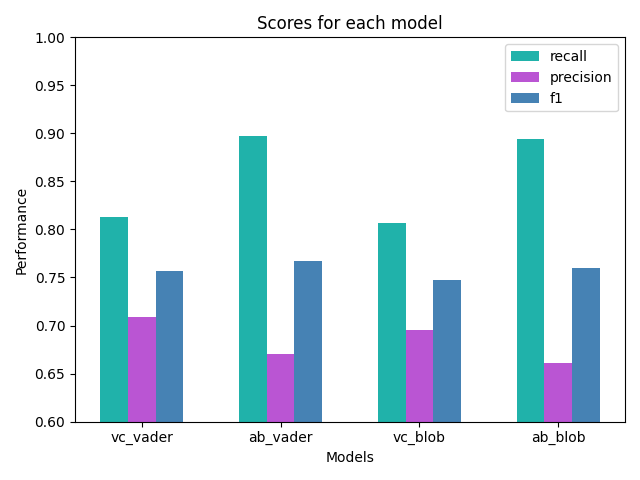 Scores for each model
1.00
0.95
0.90
0.85
0.80
0.75
0.70
0.65
0.60
Performance
recall
precision
f1
vc_vader
ab_vader
vc_blob
ab_blob
Models